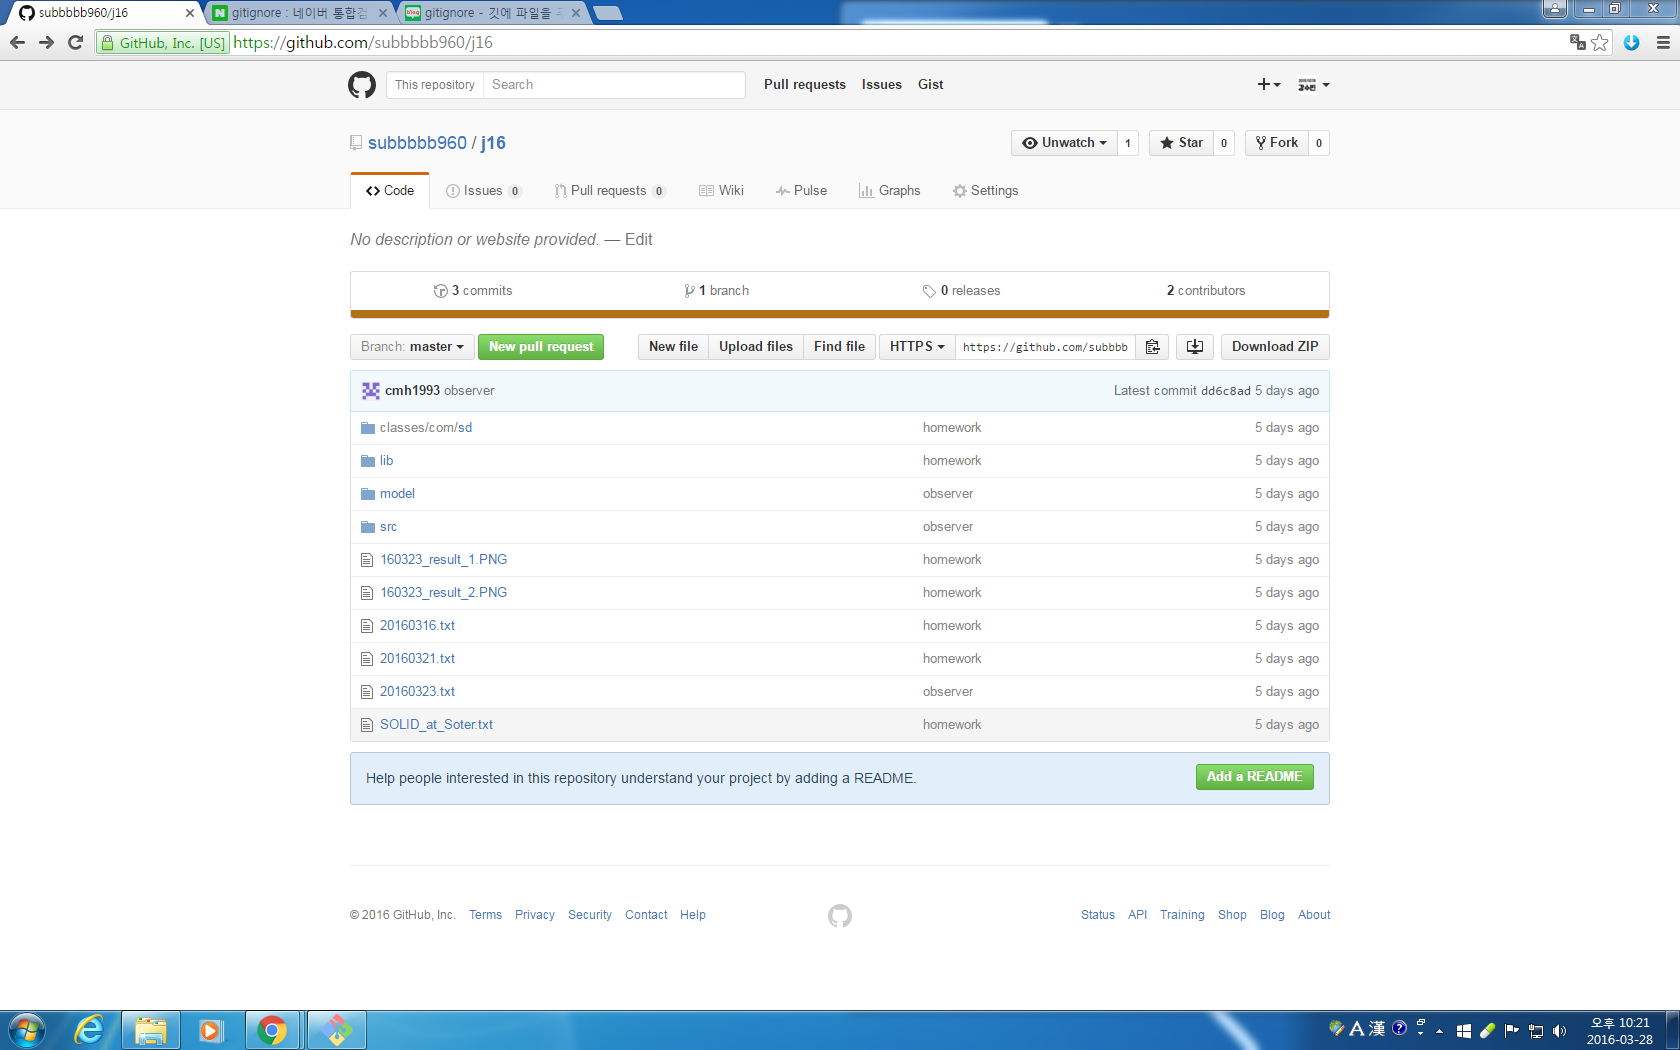 subbbbb960/j16
gitignore : 네이버 통합검
gitignore - 깃에 파일을
GitHub, Inc. [US] https://github.com/subbbbb960/j16
This repository Search Pull requests Issues Gist
subbbbb960 / j16
Unwatch 1 Star 0 Fork 0
Code Issues 0 Pull requests 0 Wiki Pulse Graphs Settings
No description or website provided. — Edit
3 commits 1 branch 0 releases 2 contributors
Branch: master New pull request New file Upload files Find file HTTPS https://github.com/subbb Download ZIP
cmh1993 observer Latest commit dd6c8ad 5 days ago
classes/com/sd homework 5 days ago
lib homework 5 days ago
model observer 5 days ago
src observer 5 days ago
160323_result_1.PNG homework 5 days ago
160323_result_2.PNG homework 5 days ago
20160316.txt homework 5 days ago
20160321.txt homework 5 days ago
20160323.txt observer 5 days ago
SOLID_at_Soter.txt homework 5 days ago
Help people interested in this repository understand your project by adding a README. Add a README
© 2016 GitHub, Inc. Terms Privacy Security Contact Help Status API Training Shop Blog About
A 漢 오후 10:21
2016-03-28